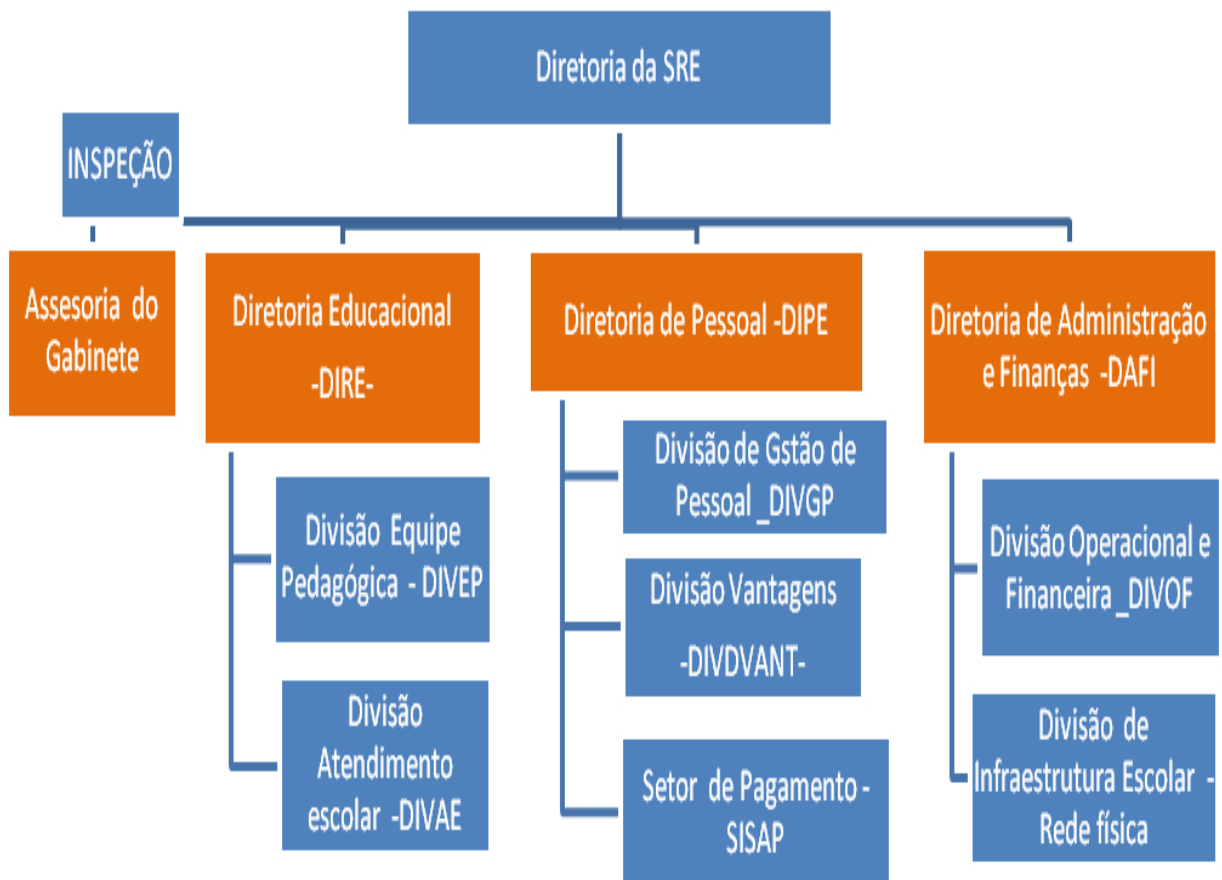 Diretoria da SRE
INSPEÇÃO
Assesoria do
Gabinete
Diretoria Educacional
-DIRE-
Divisão Equipe
Pedagógica - DIVEP
Divisão
Atendimento
escolar -DIVAE
Diretoria de Pessoal -DIPE
Divisão de Gstão de
Pessoal _DIVGP
Divisão Vantagens
-DIVDVANT-
Setor de Pagamento -
SISAP
Diretoria de Administração
e Finanças -DAFI
Divisão Operacional e
Financeira _DIVOF
Divisão de
Infraestrutura Escolar -
Rede física